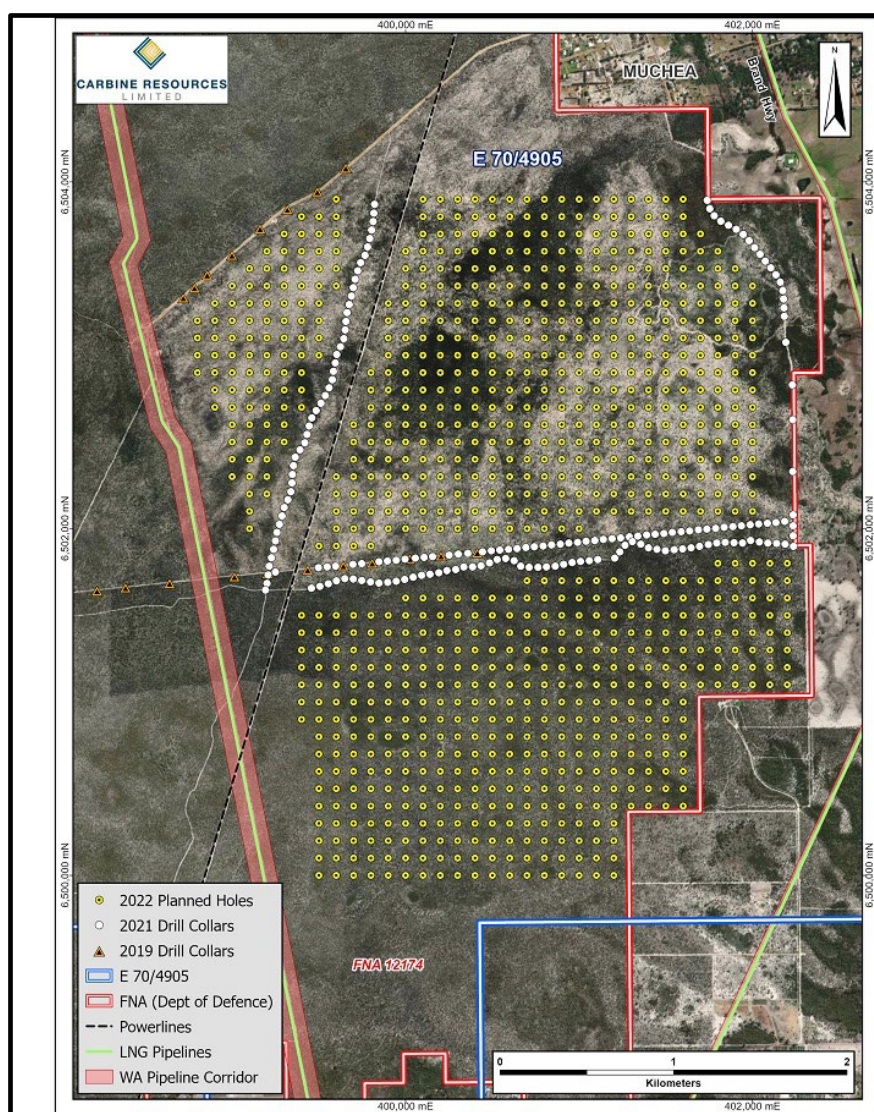 400,000 mE
402,000 mE
CARBINE RESOURCES
LIMITED
MUCHEA
Brand Hwy
N
E 70/4905
6,504,000 mN
6,504,000 mN
6,502,000 mN
6,502,000 mN
6,500,000 mN
6,500,000 mN
2022 Planned Holes
2021 Drill Collars
2019 Drill Collars
E 70/4905
FNA (Dept of Defence)
Powerlines
LNG Pipelines
WA Pipeline Corridor
FNA 12174
0 1 2
Kilometers
400,000 mE
402,000 mE